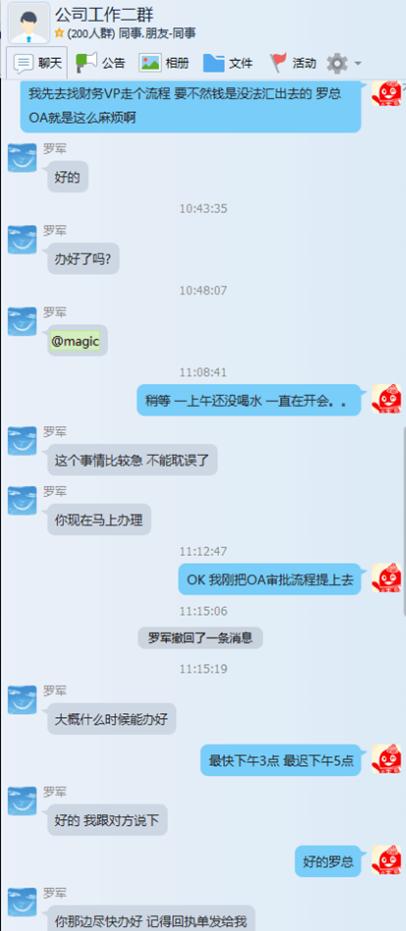 公司工作二群
(200人群) 同事.朋友-同事
聊天 公告 相册 文件 活动
我先去找财务VP走个流程 要不然钱是没法汇出去的 罗总
OA就是这么麻烦啊
罗军
好的
10:43:35
罗军
办好了吗?
10:48:07
罗军
@magic
11:08:41
稍等 一上午还没喝水 一直在开会。。
罗军
这个事情比较急 不能耽误了
罗军
你现在马上办理
11:12:47
OK 我刚把OA审批流程提上去
11:15:06
罗军撤回了一条消息
11:15:19
罗军
大概什么时候能办好
最快下午3点 最迟下午5点
罗军
好的 我跟对方说下
好的罗总
罗军
你那边尽快办好 记得回执单发给我